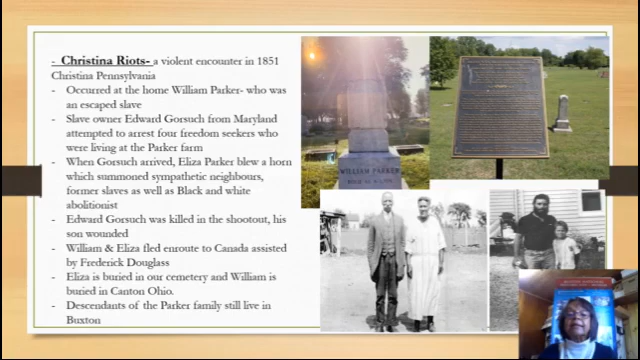 - Christina Riots- a violent encounter in 1851
Christina Pennsylvania
- Occurred at the home William Parker- who was
an escaped slave
- Slave owner Edward Gorsuch from Maryland
attempted to arrest four freedom seekers who
were living at the Parker farm
- When Gorsuch arrived, Eliza Parker blew a horn
which summoned sympathetic neighbours,
former slaves as well as Black and white
abolitionist
- Edward Gorsuch was killed in the shootout, his
son wounded
- William & Eliza fled enroute to Canada assisted
by Frederick Douglass
- Eliza is buried in our cemetery and William is
buried in Canton Ohio.
- Descendants of the Parker family still live in
Buxton
WILLIAM PARKER